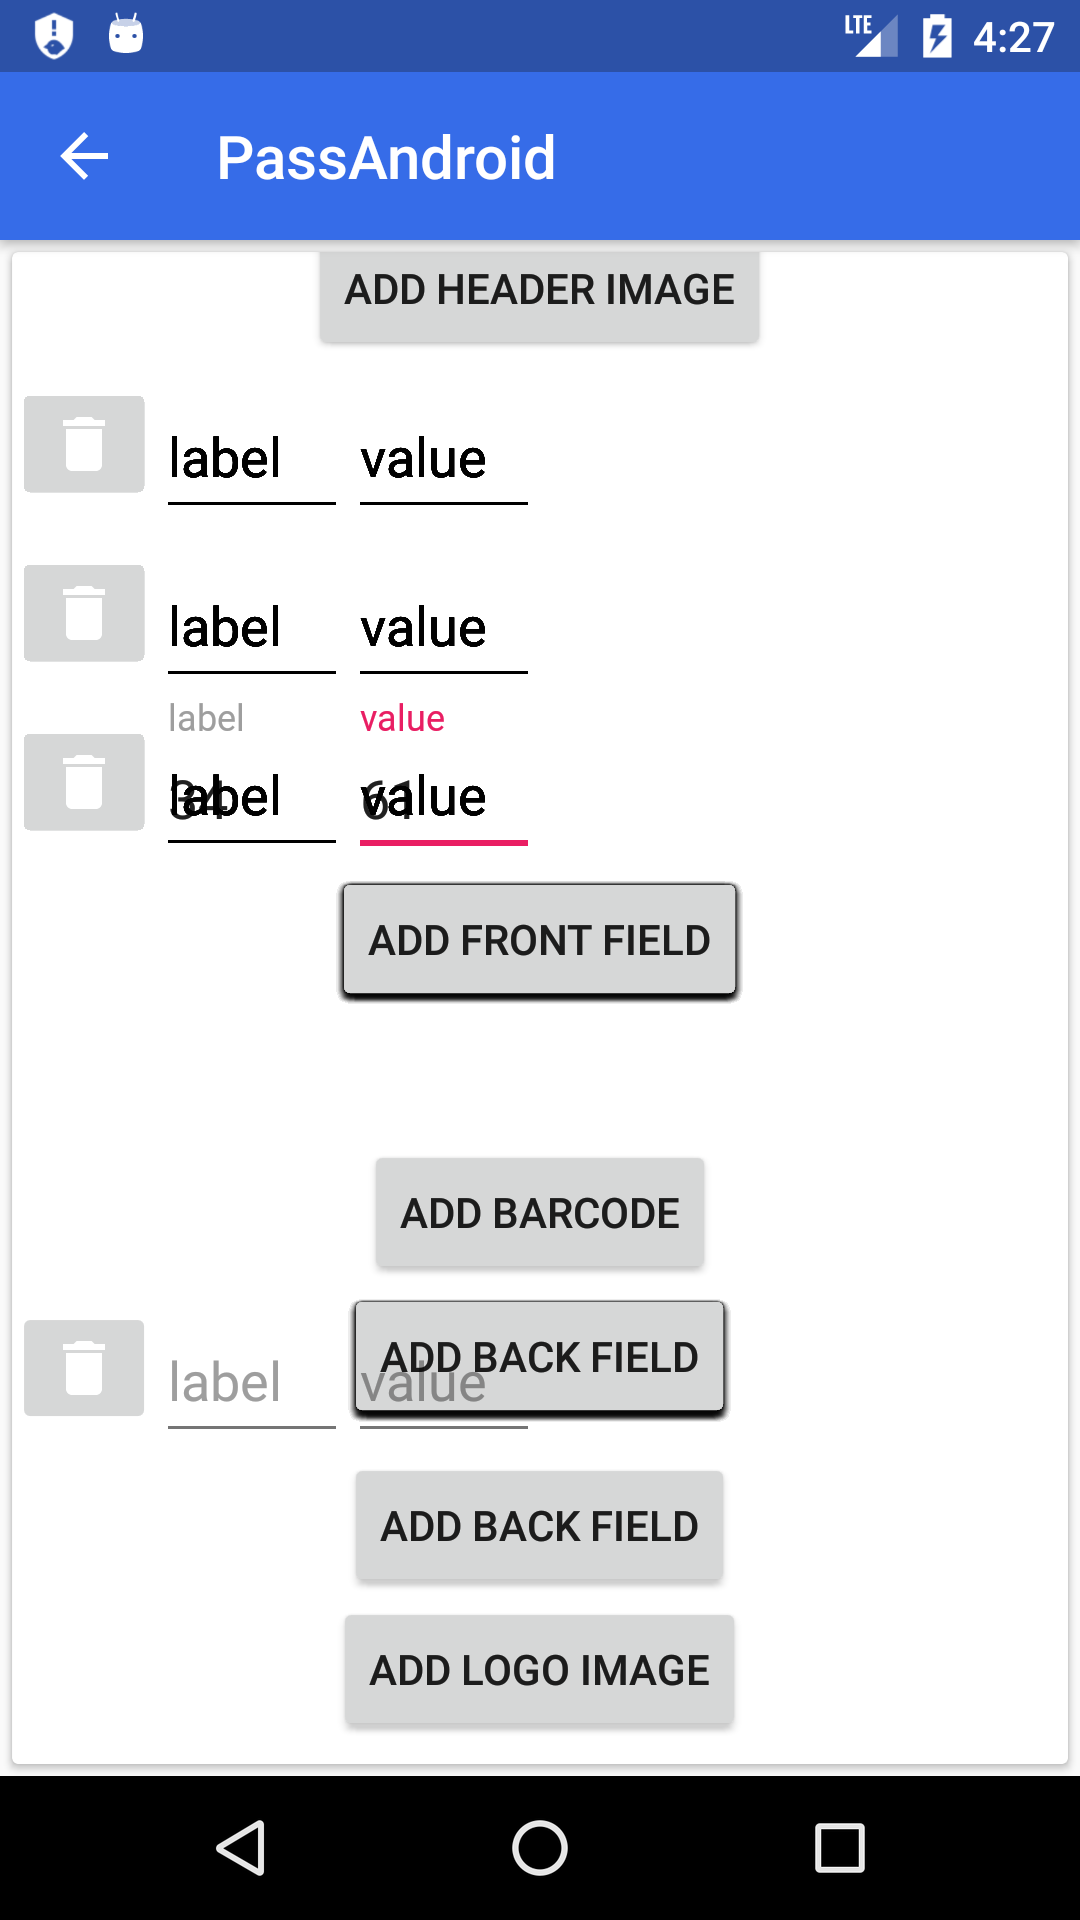 LTE 4:27
PassAndroid
ADD HEADER IMAGE
label value
label value
label value
label value
34 61
ADD FRONT FIELD
ADD BARCODE
ADD BACK FIELD
label value
ADD BACK FIELD
ADD LOGO IMAGE